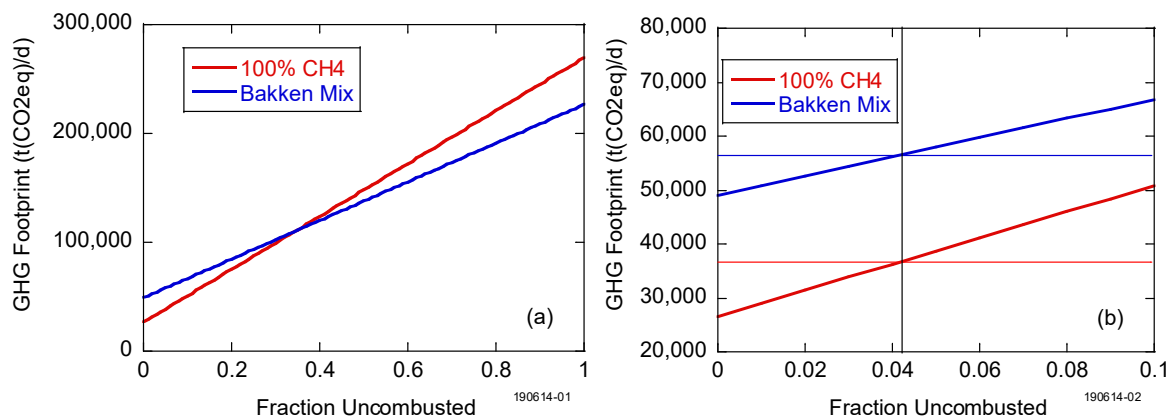 300,000
200,000
100,000
0
GHG Footprint (t(CO2eq)/d)
100% CH4
Bakken Mix
(a)
0
0.2
0.4
0.6
0.8
1
Fraction Uncombusted
190614-01
80,000
70,000
60,000
50,000
40,000
30,000
20,000
GHG Footprint (t(CO2eq)/d)
100% CH4
Bakken Mix
(b)
0
0.02
0.04
0.06
0.08
0.1
Fraction Uncombusted
190614-02